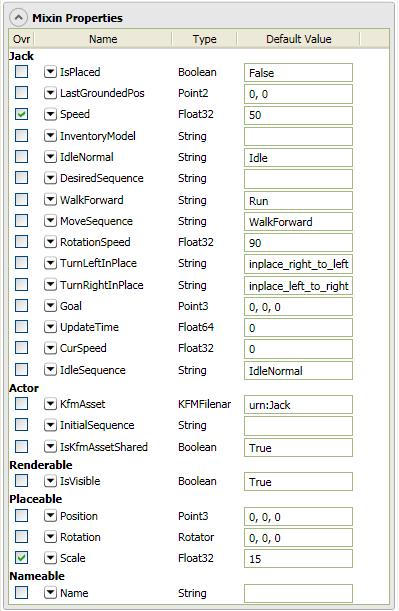 Mixin Properties
Ovr Name Type Default Value
Jack
IsPlaced Boolean False
LastGroundedPos Point2 0, 0
Speed Float32 50
InventoryModel String
IdleNormal String Idle
DesiredSequence String
WalkForward String Run
MoveSequence String WalkForward
RotationSpeed Float32 90
TurnLeftInPlace String inplace_right_to_left
TurnRightInPlace String inplace_left_to_right
Goal Point3 0, 0, 0
UpdateTime Float64 0
CurSpeed Float32 0
IdleSequence String IdleNormal
Actor
KfmAsset KFMFilenar urn:Jack
InitialSequence String
IsKfmAssetShared Boolean True
Renderable
IsVisible Boolean True
Placeable
Position Point3 0, 0, 0
Rotation Rotator 0, 0, 0
Scale Float32 15
Nameable
Name String